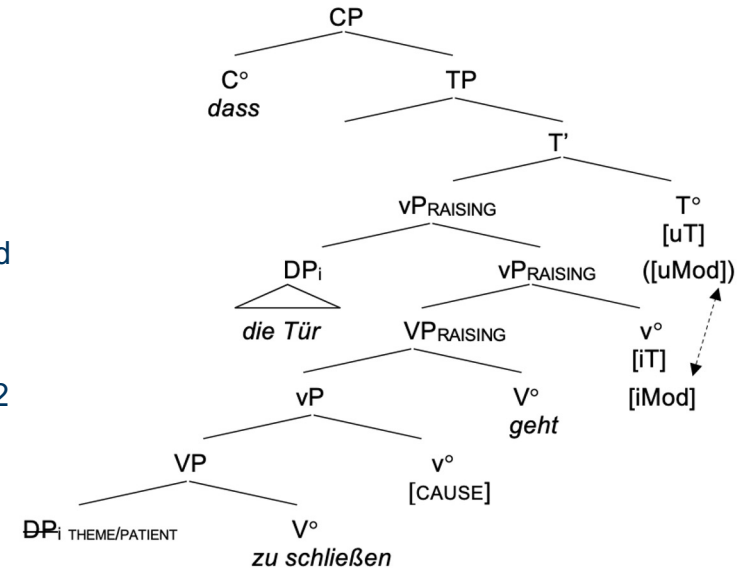 CP
C° TP
dass
T’
vPRAISING T°
[uT]
d
DPi vPRAISING ([uMod])
die Tür VPRAISING v°
[iT]
2 vP V° [iMod]
geht
VP v°
[CAUSE]
DPi THEME/PATIENT V°
zu schließen